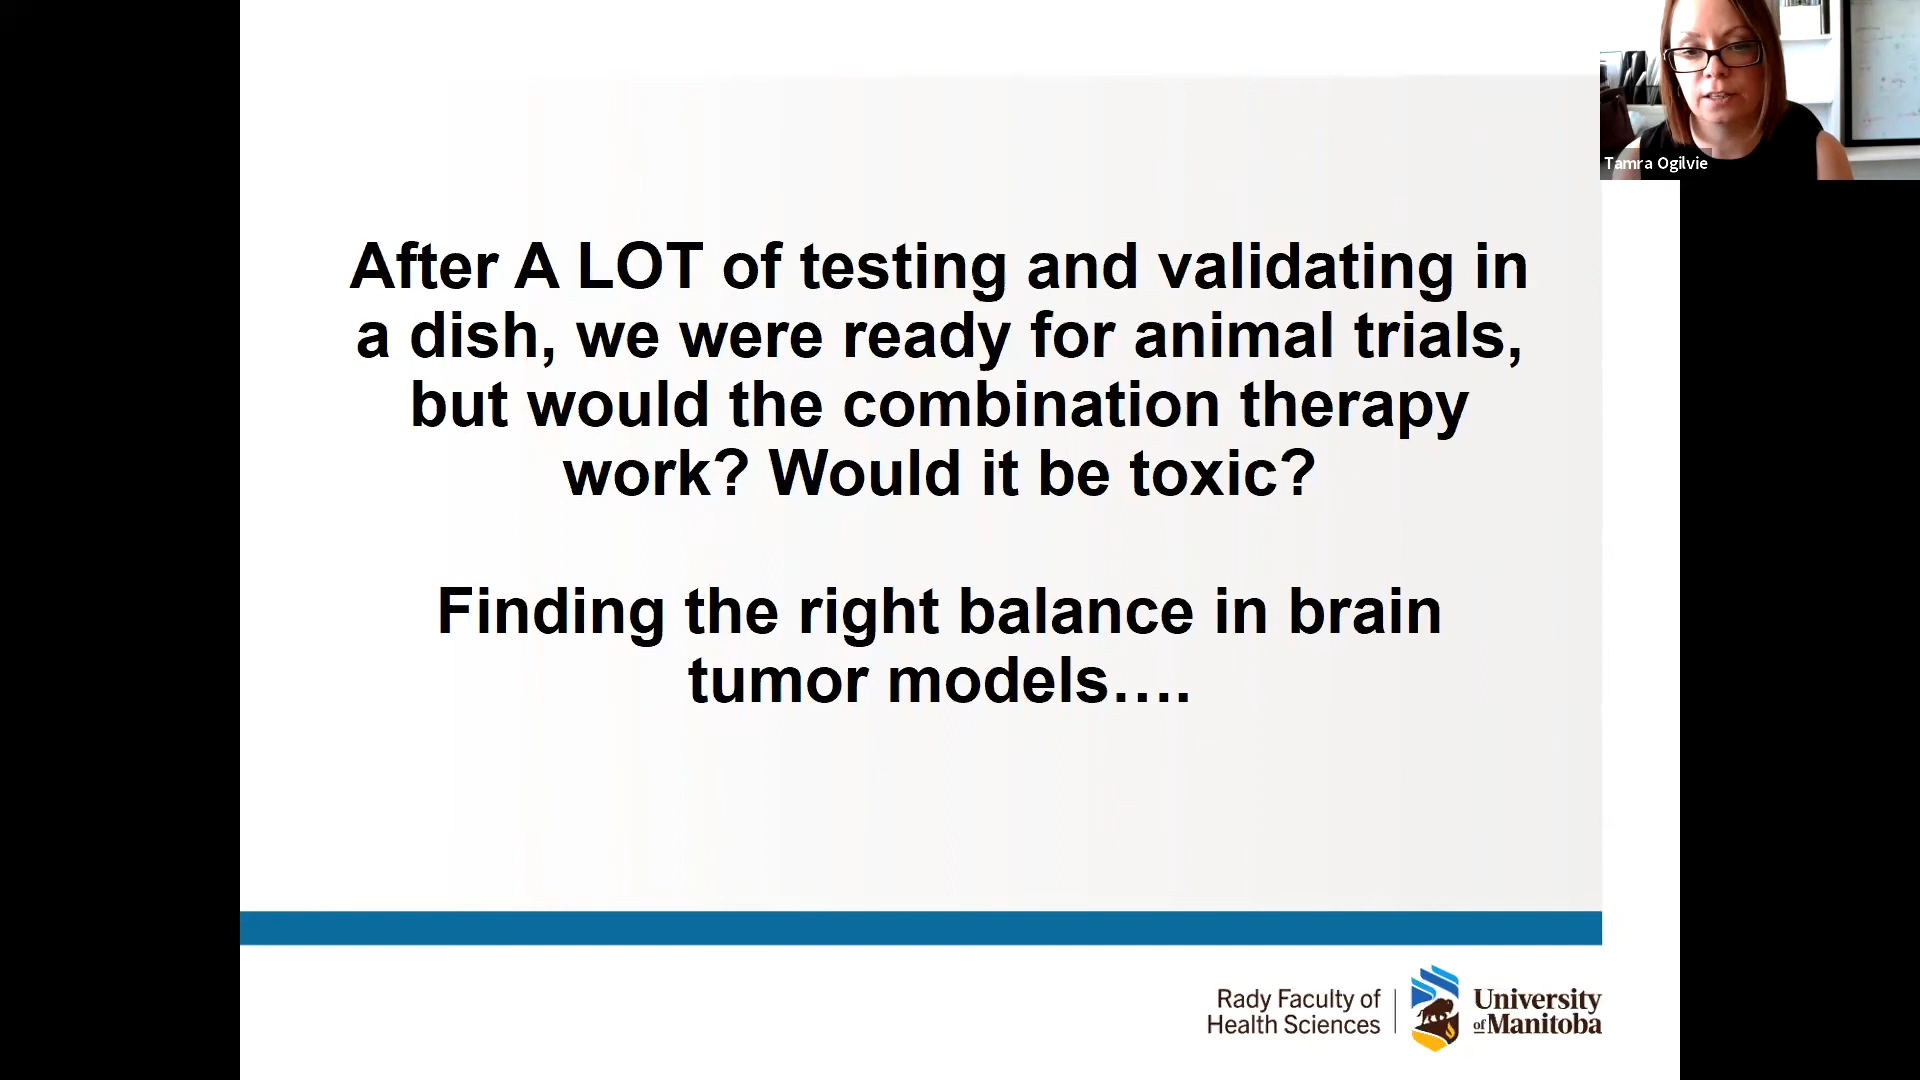 Tamra Ogilvie
After A LOT of testing and validating in
a dish, we were ready for animal trials,
but would the combination therapy
work? Would it be toxic?
Finding the right balance in brain
tumor models….
Rady Faculty of
Health Sciences
University
of Manitoba